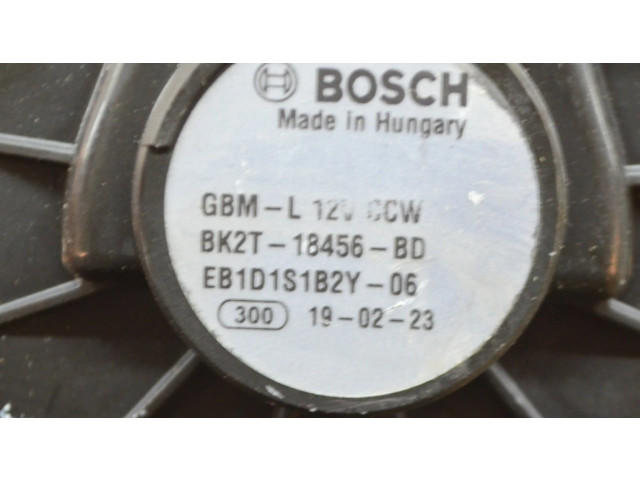 BOSCH
Made in Hungary
GBM-L 12V CCW
BK2T-18456-BD
EB1D1S1B2Y-06
300 19-02-23